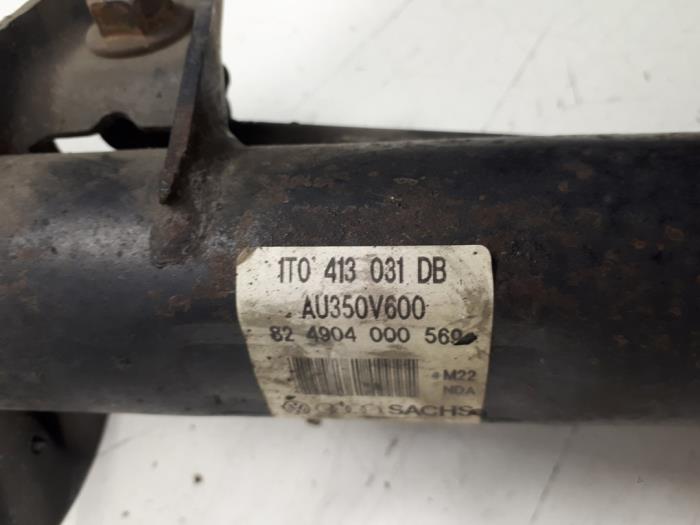 1T0 413 031 DB
AU350V600
82 4904 000 569
M22
NDA
SACHS